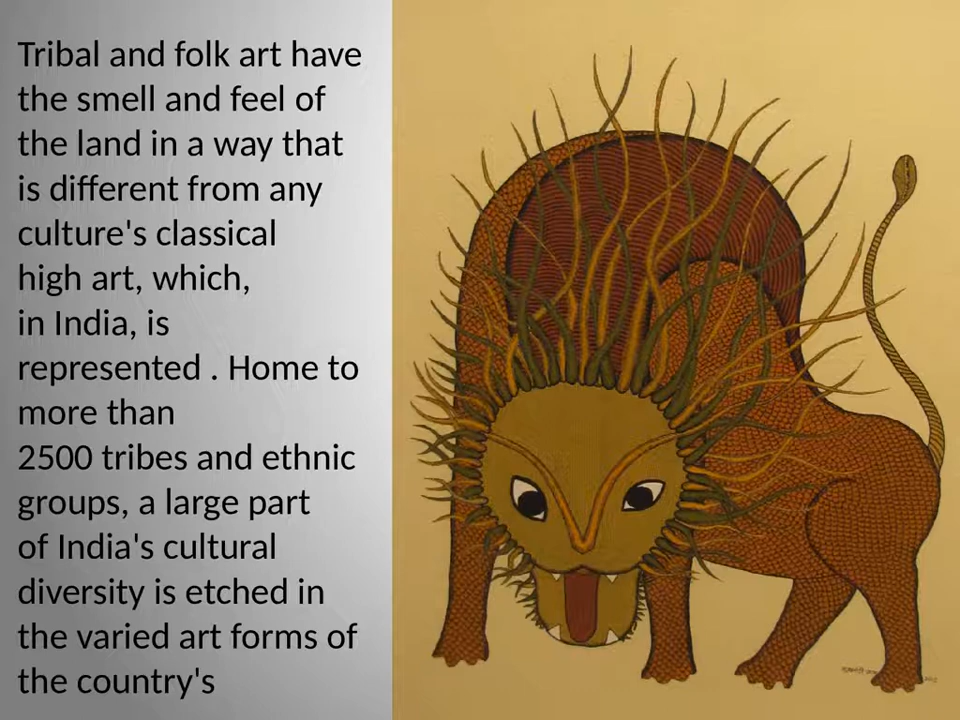 Tribal and folk art have
the smell and feel of
the land in a way that
is different from any
culture's classical
high art, which,
in India, is
represented . Home to
more than
2500 tribes and ethnic
groups, a large part
of India's cultural
diversity is etched in
the varied art forms of
the country's